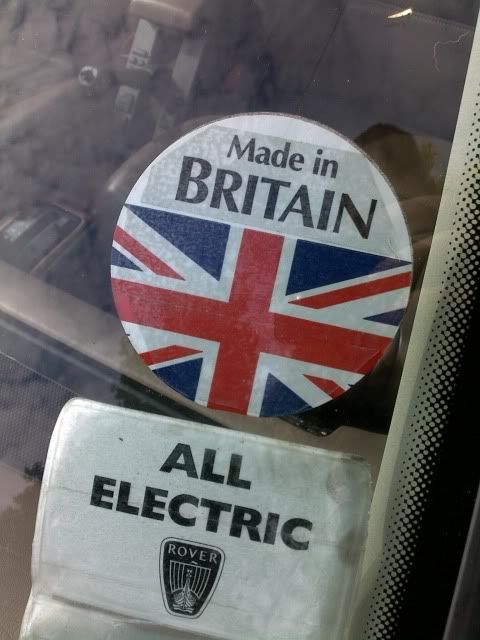 Made in
BRITAIN
ALL
ELECTRIC
ROVER